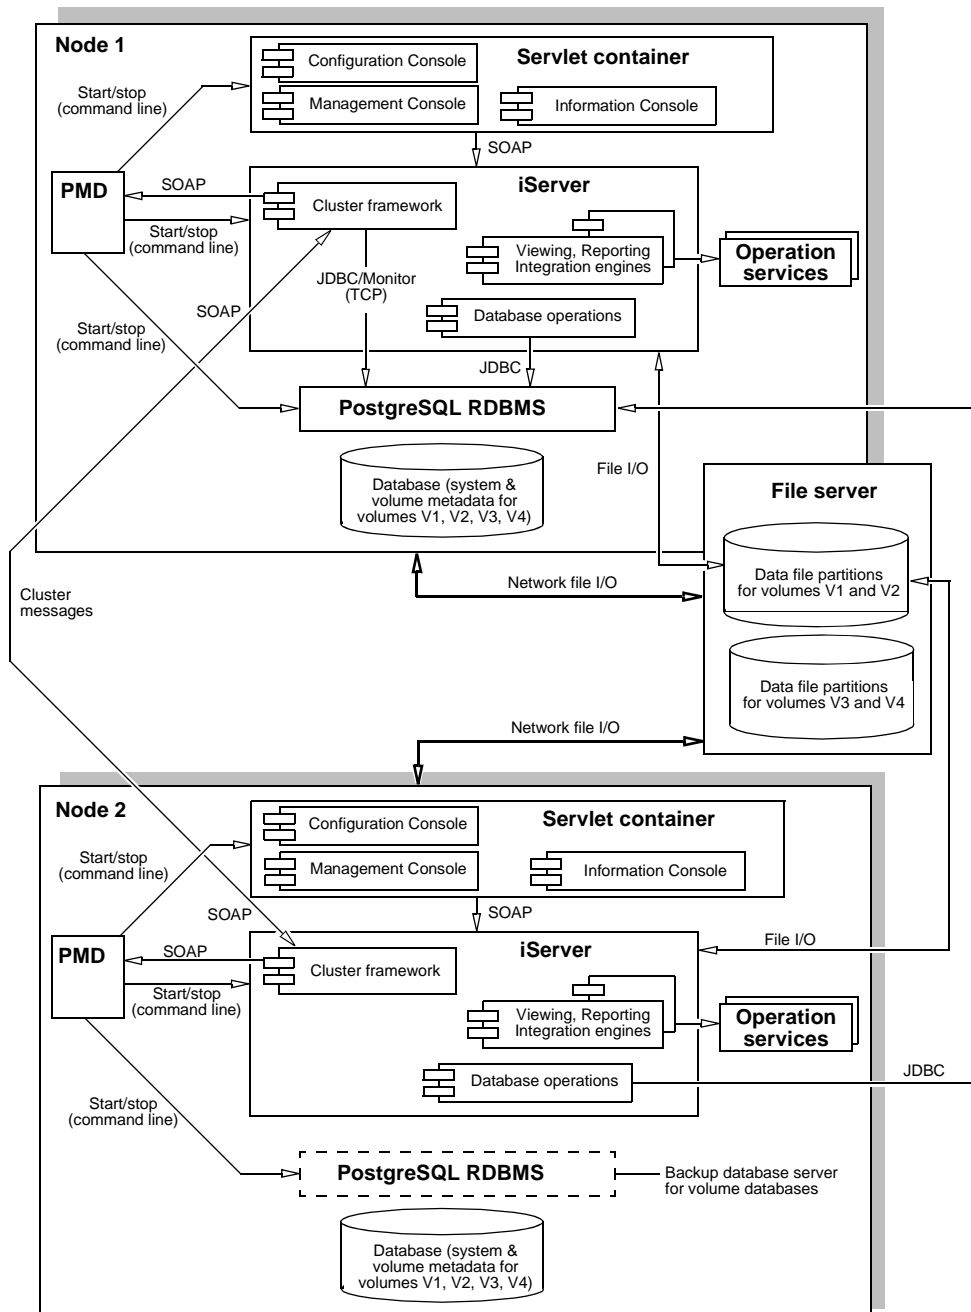 Node 1
Configuration Console
Servlet container
Start/stop
(command line)
Management Console
Information Console
SOAP
PMD
SOAP
iServer
Cluster framework
Start/stop
(command line)
Viewing, Reporting
Integration engines
Operation
services
JDBC/Monitor
(TCP)
SOAP
Database operations
Start/stop
(command line)
JDBC
PostgreSQL RDBMS
File I/O
Database (system &
volume metadata for
volumes V1, V2, V3, V4)
File server
Data file partitions
for volumes V1 and V2
Network file I/O
Cluster
messages
Data file partitions
for volumes V3 and V4
Network file I/O
Node 2
Configuration Console
Servlet container
Start/stop
(command line)
Management Console
Information Console
SOAP
SOAP
PMD
SOAP
iServer
File I/O
Cluster framework
Start/stop
(command line)
Viewing, Reporting
Integration engines
Operation
services
Database operations
JDBC
Start/stop
(command line)
PostgreSQL RDBMS
Backup database server
for volume databases
Database (system &
volume metadata for
volumes V1, V2, V3, V4)